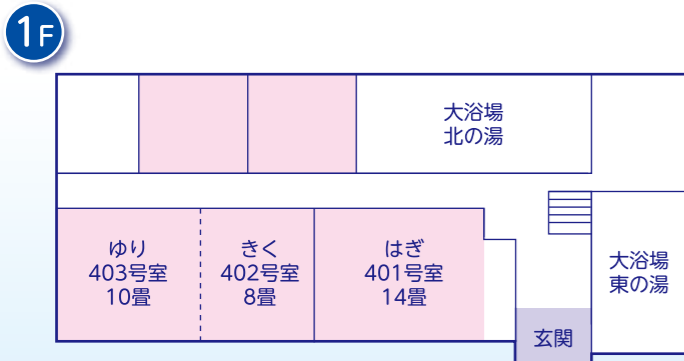 1F
大浴場
北の湯
ゆり
403号室
10畳
きく
402号室
8畳
はぎ
401号室
14畳
大浴場
東の湯
玄関